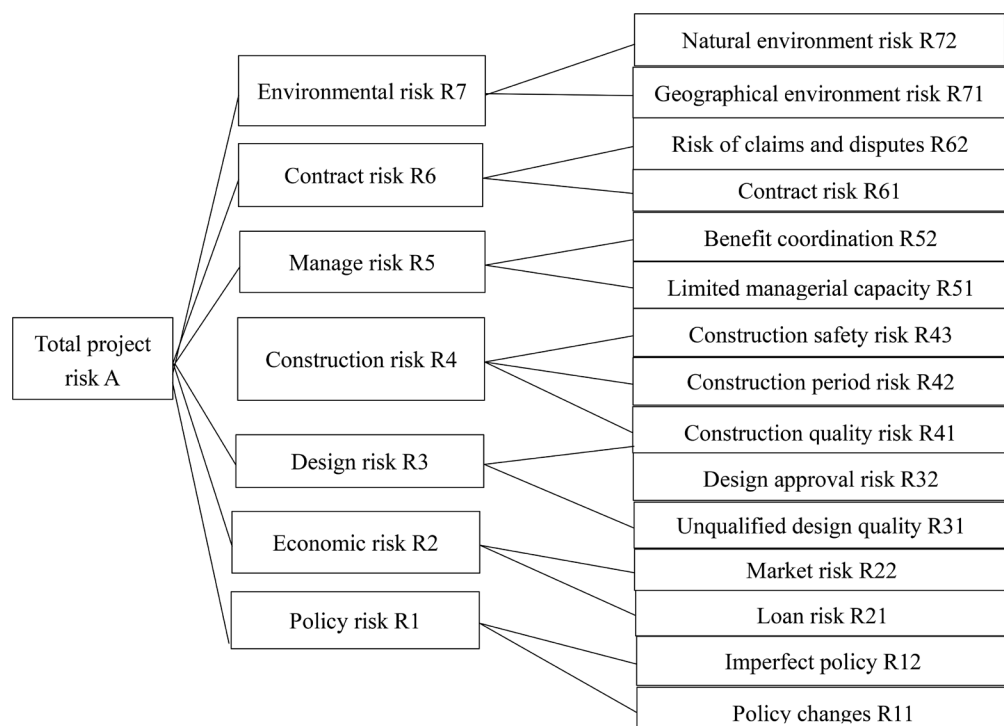 Total project
risk A
Environmental risk R7
Contract risk R6
Manage risk R5
Construction risk R4
Design risk R3
Economic risk R2
Policy risk R1
Natural environment risk R72
Geographical environment risk R71
Risk of claims and disputes R62
Contract risk R61
Benefit coordination R52
Limited managerial capacity R51
Construction safety risk R43
Construction period risk R42
Construction quality risk R41
Design approval risk R32
Unqualified design quality R31
Market risk R22
Loan risk R21
Imperfect policy R12
Policy changes R11